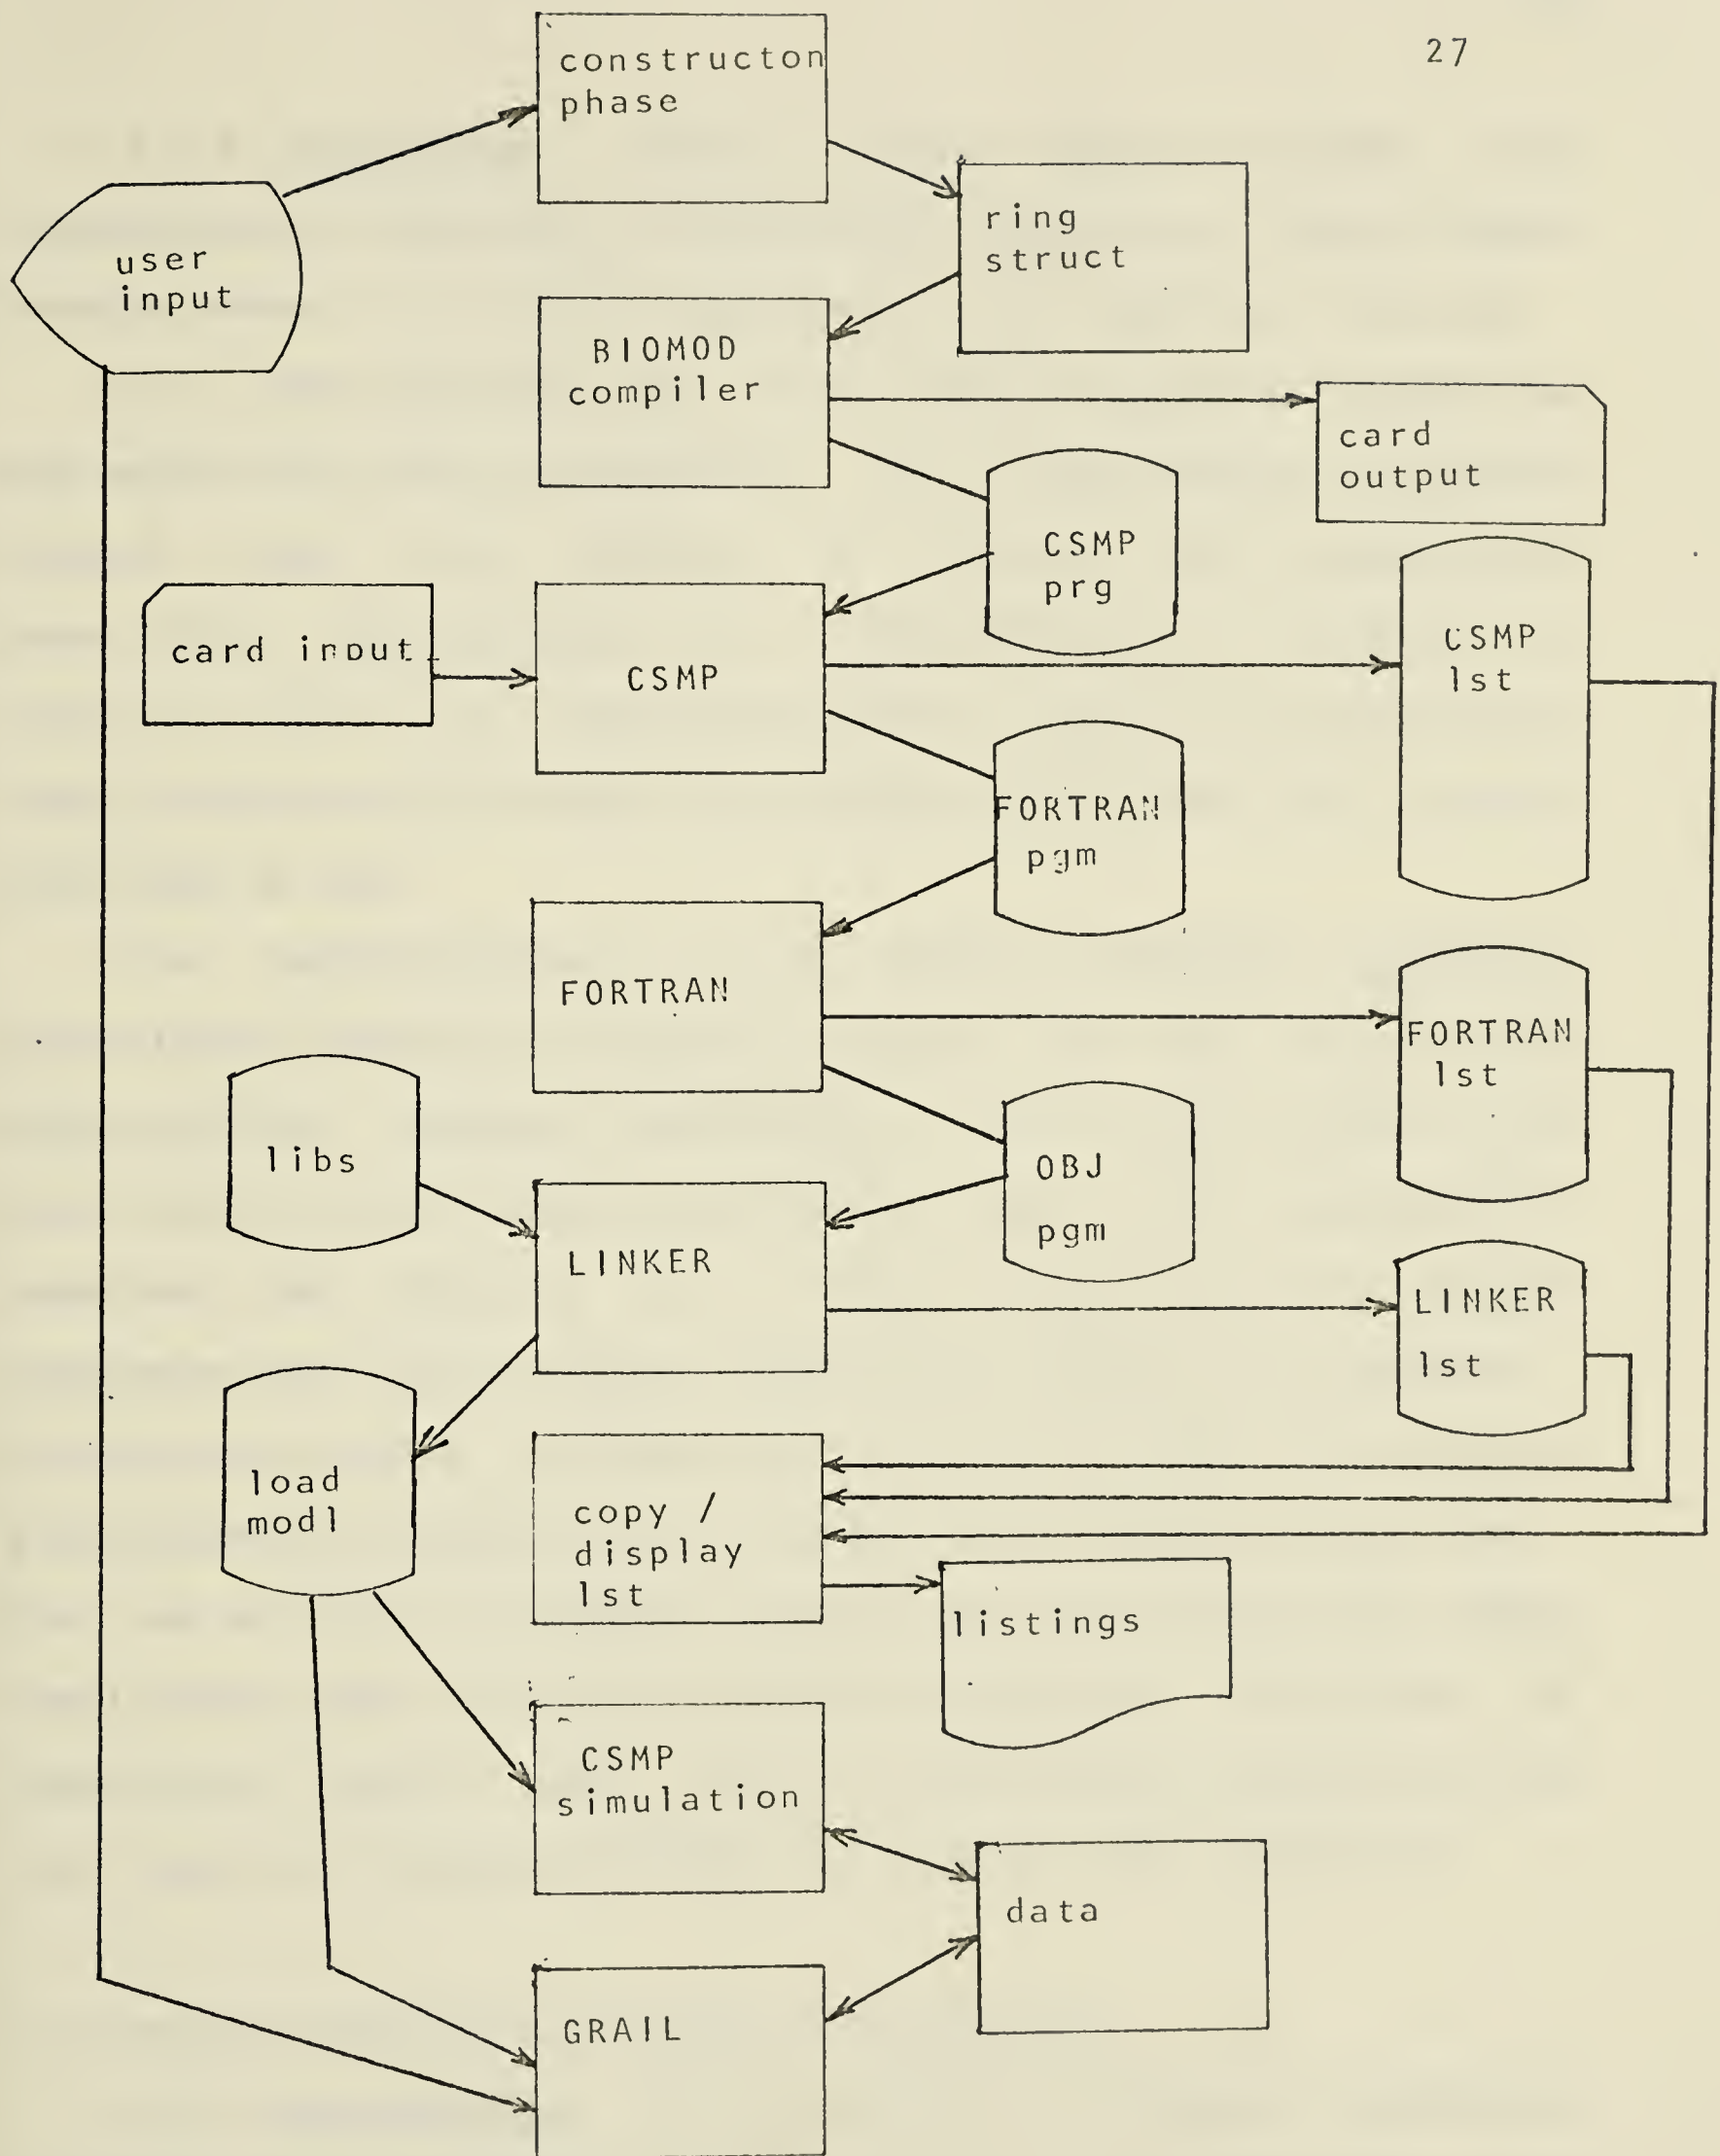 27
constructon
phase
ring
struct
user
input
BIOMOD
compiler
card
output
CSMP
prg
card input
CSMP
CSMP
lst
FORTRAN
pgm
FORTRAN
FORTRAN
lst
libs
OBJ
pgm
LINKER
LINKER
lst
load
modl
copy /
display
lst
listings
CSMP
simulation
data
GRAIL